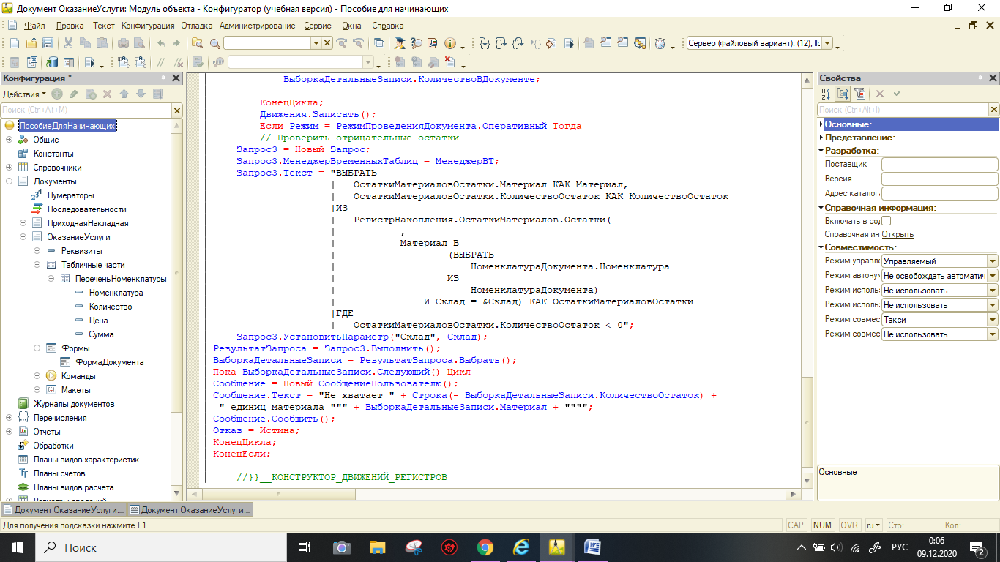 Документ ОказаниеУслуги: Модуль объекта - Конфигуратор (учебная версия) - Пособие для начинающих
Файл Правка Текст Конфигурация Отладка Администрирование Сервис Окна Справка
Сервер (файловый вариант): (12), llc
Конфигурация *
Действия
Поиск (Ctrl+Alt+M)
ПособиеДляНачинающих
Общие
Константы
Справочники
Документы
Нумераторы
Последовательности
ПриходнаяНакладная
ОказаниеУслуги
Реквизиты
Табличные части
ПереченьНоменклатуры
Номенклатура
Количество
Цена
Сумма
Формы
ФормаДокумента
Команды
Макеты
Журналы документов
Перечисления
Отчеты
Обработки
Планы видов характеристик
Планы счетов
Планы видов расчета
ВыборкаДетальныеЗаписи.КоличествоВДокументе;
КонецЦикла;
Движения.Записать();
Если Режим = РежимПроведенияДокумента.Оперативный Тогда
// Проверить отрицательные остатки
Запрос3 = Новый Запрос;
Запрос3.МенеджерВременныхТаблиц = МенеджерВТ;
Запрос3.Текст = "ВЫБРАТЬ
| ОстаткиМатериаловОстатки.Материал КАК Материал,
| ОстаткиМатериаловОстатки.КоличествоОстаток КАК КоличествоОстаток
|ИЗ
| РегистрНакопления.ОстаткиМатериалов.Остатки(
| ,
| Материал В
| (ВЫБРАТЬ
| НоменклатураДокумента.Номенклатура
| ИЗ
| НоменклатураДокумента)
| И Склад = &Склад) КАК ОстаткиМатериаловОстатки
|ГДЕ
| ОстаткиМатериаловОстатки.КоличествоОстаток < 0";
Запрос3.УстановитьПараметр("Склад", Склад);
РезультатЗапроса = Запрос3.Выполнить();
ВыборкаДетальныеЗаписи = РезультатЗапроса.Выбрать();
Пока ВыборкаДетальныеЗаписи.Следующий() Цикл
Сообщение = Новый СообщениеПользователю();
Сообщение.Текст = "Не хватает " + Строка(- ВыборкаДетальныеЗаписи.КоличествоОстаток) +
" единиц материала """ + ВыборкаДетальныеЗаписи.Материал + """";
Сообщение.Сообщить();
Отказ = Истина;
КонецЦикла;
КонецЕсли;
//}}__КОНСТРУКТОР_ДВИЖЕНИЙ_РЕГИСТРОВ
Свойства
Поиск (Ctrl+Alt+I)
Основные:
Представление:
Разработка:
Поставщик
Версия
Адрес каталога
Справочная информация:
Включать в сод
Справочная ин Открыть
Совместимость:
Режим управле Управляемый
Режим автонум Не освобождать автоматич
Режим исполь: Не использовать
Режим исполь: Не использовать
Режим совмес Такси
Режим совмес Не использовать
Основные
Документ ОказаниеУслуги:... Документ ОказаниеУслуги:...
Для получения подсказки нажмите F1
CAP NUM OVR ru Стр: Кол:
Поиск
РУС
0:06
09.12.2020
2